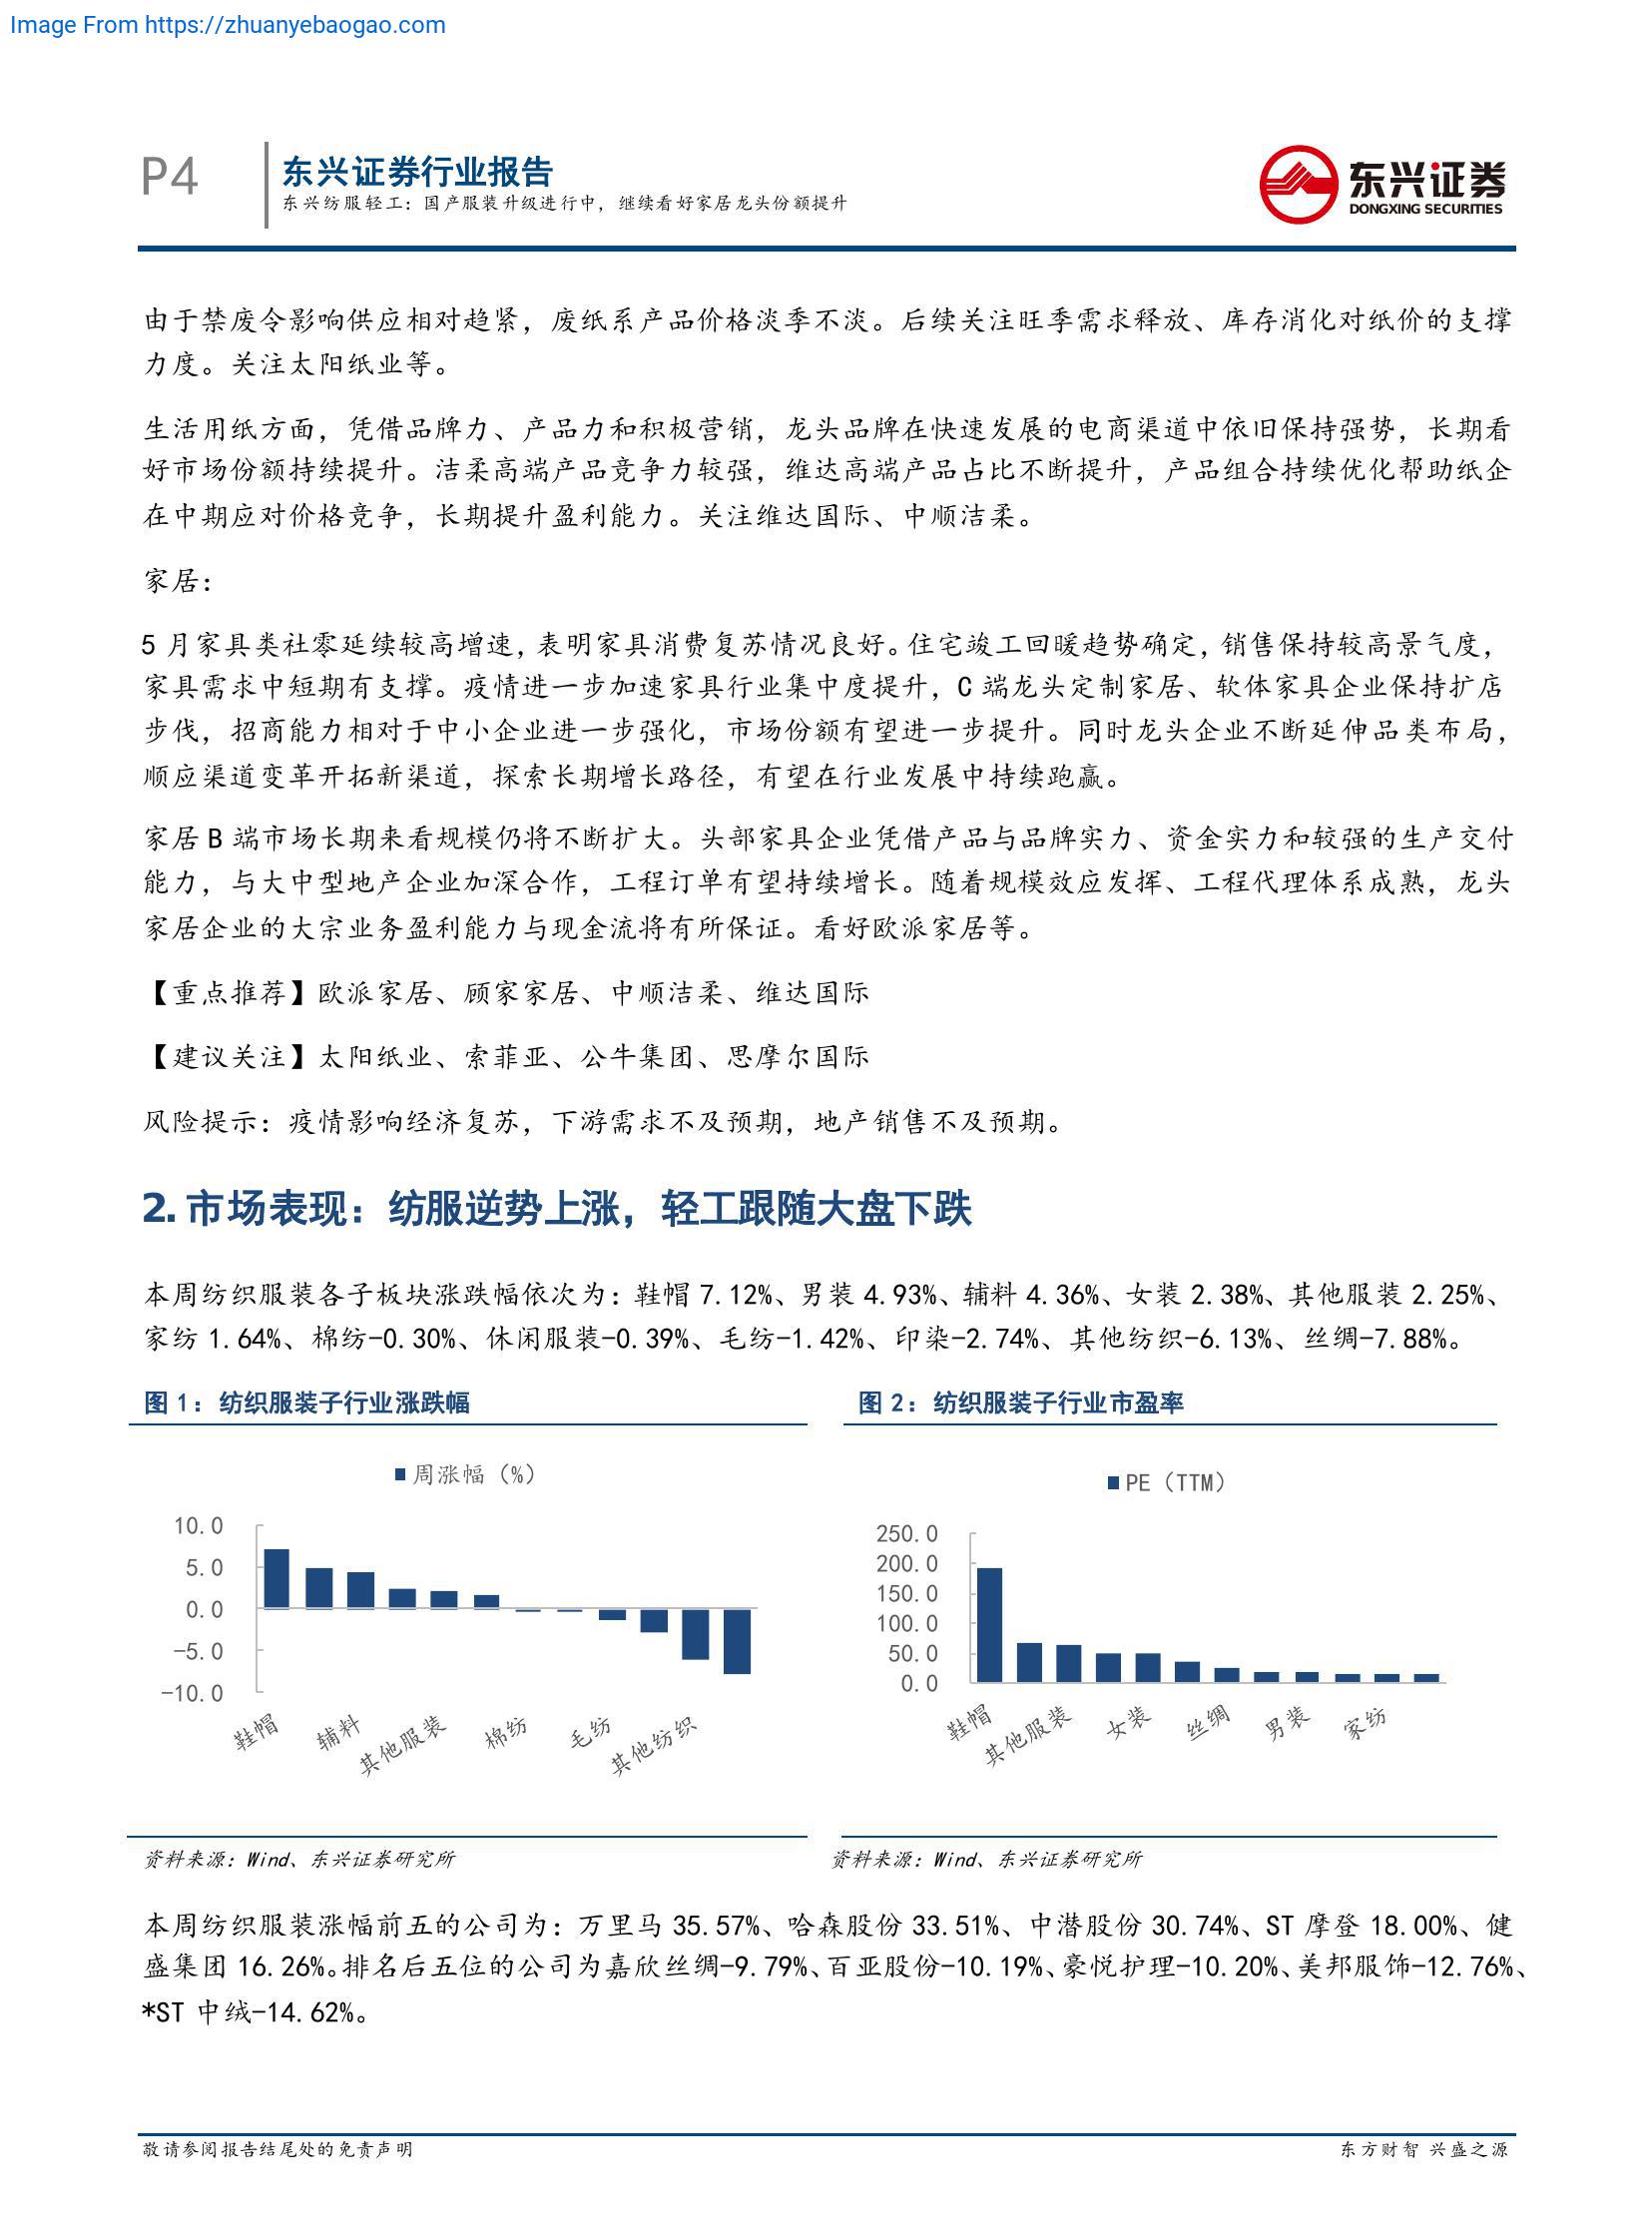 Image From https://zhuanyebaogao.com
P4
东兴证券行业报告
东兴纺服轻工：国产服装升级进行中，继续看好家居龙头份额提升
东兴证券
DONGXING SECURITIES
由于禁废令影响供应相对趋紧，废纸系产品价格淡季不淡。后续关注旺季需求释放、库存消化对纸价的支撑
力度。关注太阳纸业等。
生活用纸方面，凭借品牌力、产品力和积极营销，龙头品牌在快速发展的电商渠道中依旧保持强势，长期看
好市场份额持续提升。洁柔高端产品竞争力较强，维达高端产品占比不断提升，产品组合持续优化帮助纸企
在中期应对价格竞争，长期提升盈利能力。关注维达国际、中顺洁柔。
家居：
5 月家具类社零延续较高增速，表明家具消费复苏情况良好。住宅竣工回暖趋势确定，销售保持较高景气度，
家具需求中短期有支撑。疫情进一步加速家具行业集中度提升，C 端龙头定制家居、软体家具企业保持扩店
步伐，招商能力相对于中小企业进一步强化，市场份额有望进一步提升。同时龙头企业不断延伸品类布局，
顺应渠道变革开拓新渠道，探索长期增长路径，有望在行业发展中持续跑赢。
家居 B 端市场长期来看规模仍将不断扩大。头部家具企业凭借产品与品牌实力、资金实力和较强的生产交付
能力，与大中型地产企业加深合作，工程订单有望持续增长。随着规模效应发挥、工程代理体系成熟，龙头
家居企业的大宗业务盈利能力与现金流将有所保证。看好欧派家居等。
【重点推荐】欧派家居、顾家家居、中顺洁柔、维达国际
【建议关注】太阳纸业、索菲亚、公牛集团、思摩尔国际
风险提示：疫情影响经济复苏，下游需求不及预期，地产销售不及预期。
2. 市场表现：纺服逆势上涨，轻工跟随大盘下跌
本周纺织服装各子板块涨跌幅依次为：鞋帽 7.12%、男装 4.93%、辅料 4.36%、女装 2.38%、其他服装 2.25%、
家纺 1.64%、棉纺-0.30%、休闲服装-0.39%、毛纺-1.42%、印染-2.74%、其他纺织-6.13%、丝绸-7.88%。
图 1：纺织服装子行业涨跌幅
周涨幅（%）
10.0
5.0
0.0
-5.0
-10.0
鞋帽
辅料
其他服装
棉纺
毛纺
其他纺织
资料来源：Wind、东兴证券研究所
图 2：纺织服装子行业市盈率
PE（TTM）
250.0
200.0
150.0
100.0
50.0
0.0
鞋帽
其他服装
女装
丝绸
男装
家纺
资料来源：Wind、东兴证券研究所
本周纺织服装涨幅前五的公司为：万里马 35.57%、哈森股份 33.51%、中潜股份 30.74%、ST 摩登 18.00%、健
盛集团 16.26%。排名后五位的公司为嘉欣丝绸-9.79%、百亚股份-10.19%、豪悦护理-10.20%、美邦服饰-12.76%、
*ST 中绒-14.62%。
敬请参阅报告结尾处的免责声明
东方财智 兴盛之源